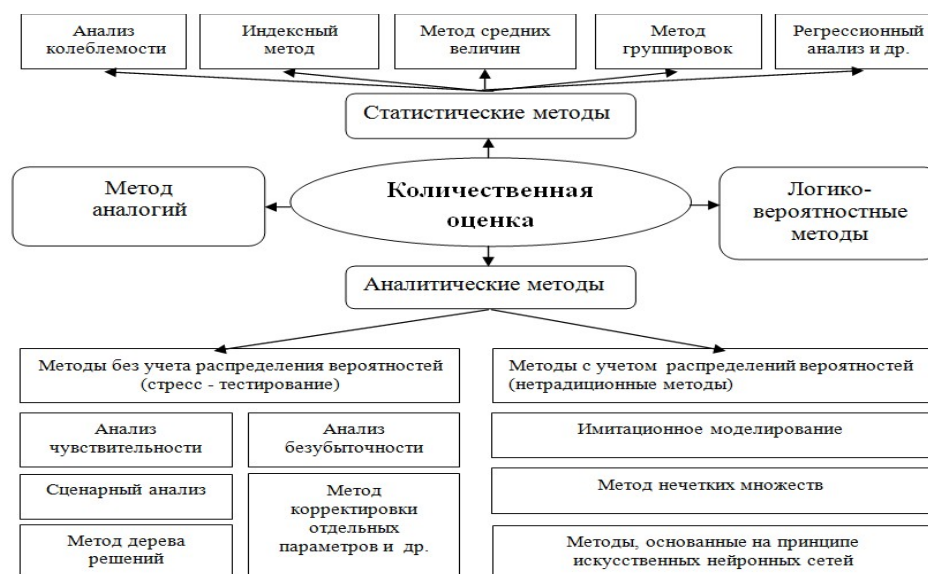 Анализ
колеблемости
Индексный
метод
Метод средних
величин
Метод
группировок
Регрессионный
анализ и др.
Статистические методы
Метод
аналогий
Количественная
оценка
Логико-
вероятностные
методы
Аналитические методы
Методы без учета распределения вероятностей
(стресс - тестирование)
Методы с учетом распределений вероятностей
(нетрадиционные методы)
Анализ
чувствительности
Анализ
безубыточности
Имитационное моделирование
Сценарный анализ
Метод
корректировки
отдельных
параметров и др.
Метод нечетких множеств
Метод дерева
решений
Методы, основанные на принципе
искусственных нейронных сетей